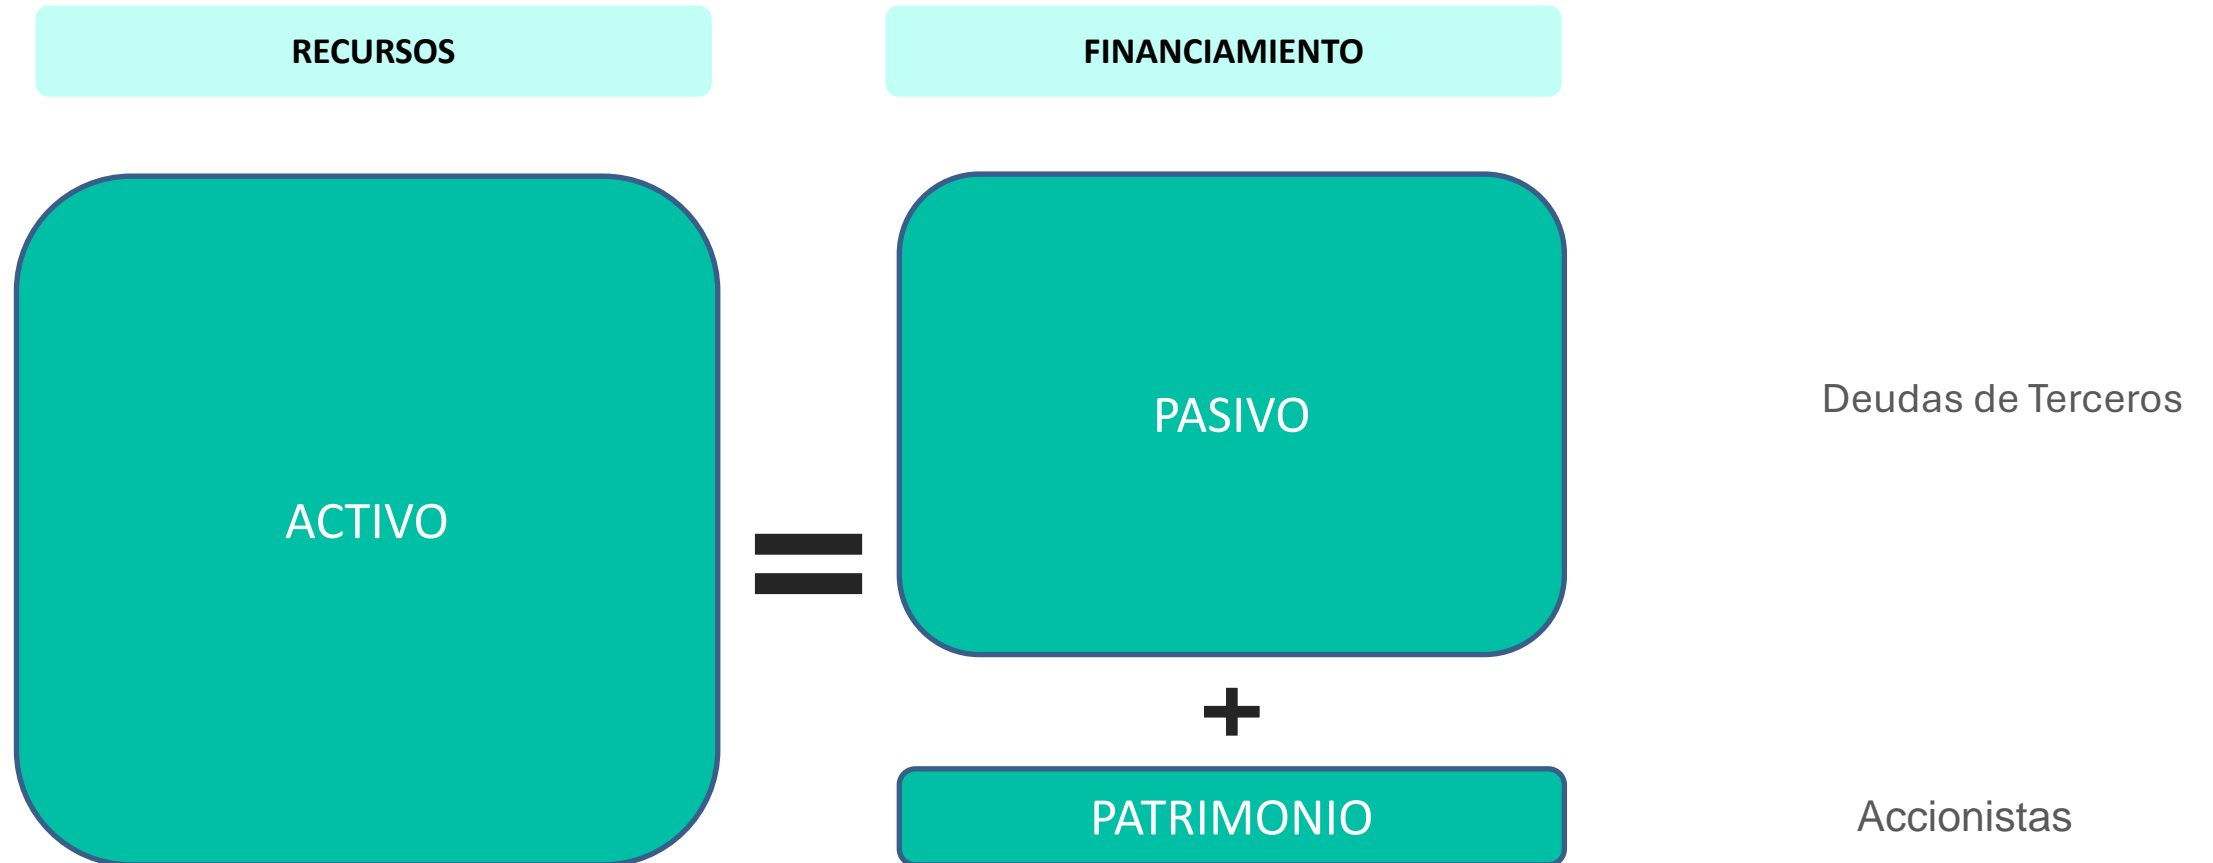 RECURSOS
FINANCIAMIENTO
ACTIVO
=
PASIVO
Deudas de Terceros
+
PATRIMONIO
Accionistas